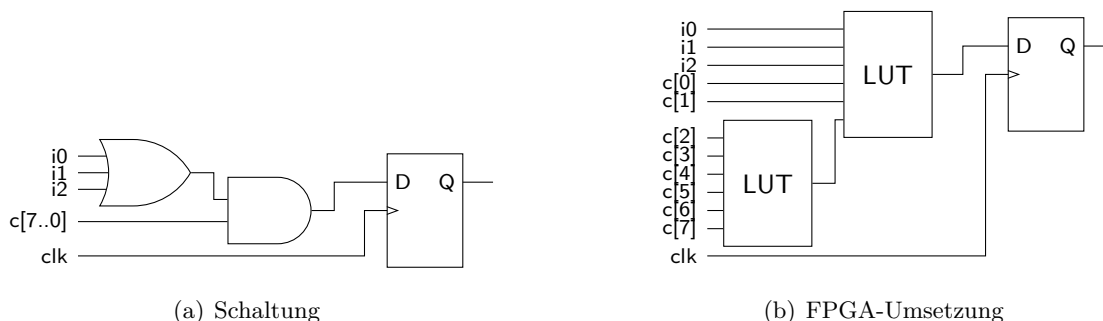 i0
i1
i2
c[7..0]
clk
D Q
(a) Schaltung
i0
i1
i2
c[0]
c[1]
LUT
c[2]
c[3]
c[4]
c[5]
c[6]
c[7]
LUT
clk
D Q
(b) FPGA-Umsetzung